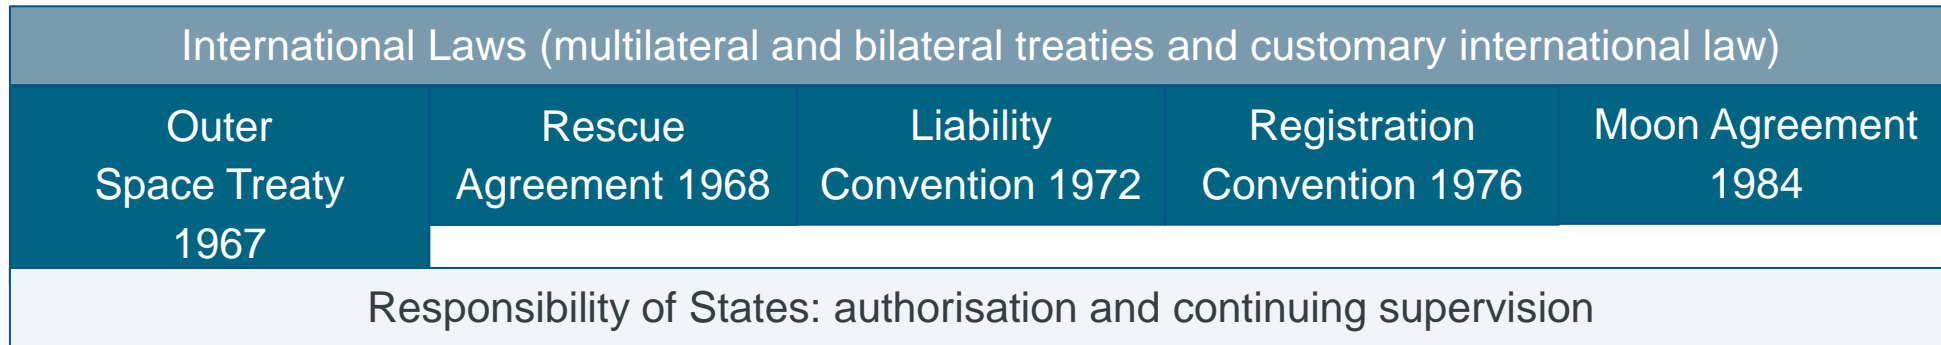 International Laws (multilateral and bilateral treaties and customary international law)
Outer
Space Treaty
1967
Rescue
Agreement 1968
Liability
Convention 1972
Registration
Convention 1976
Moon Agreement
1984
Responsibility of States: authorisation and continuing supervision